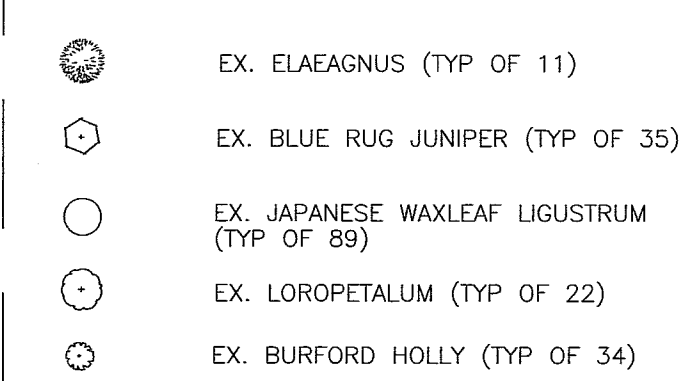 EX. ELAEAGNUS (TYP OF 11)
EX. BLUE RUG JUNIPER (TYP OF 35)
EX. JAPANESE WAXLEAF LIGUSTRUM
(TYP OF 89)
EX. LOROPETALUM (TYP OF 22)
EX. BURFORD HOLLY (TYP OF 34)